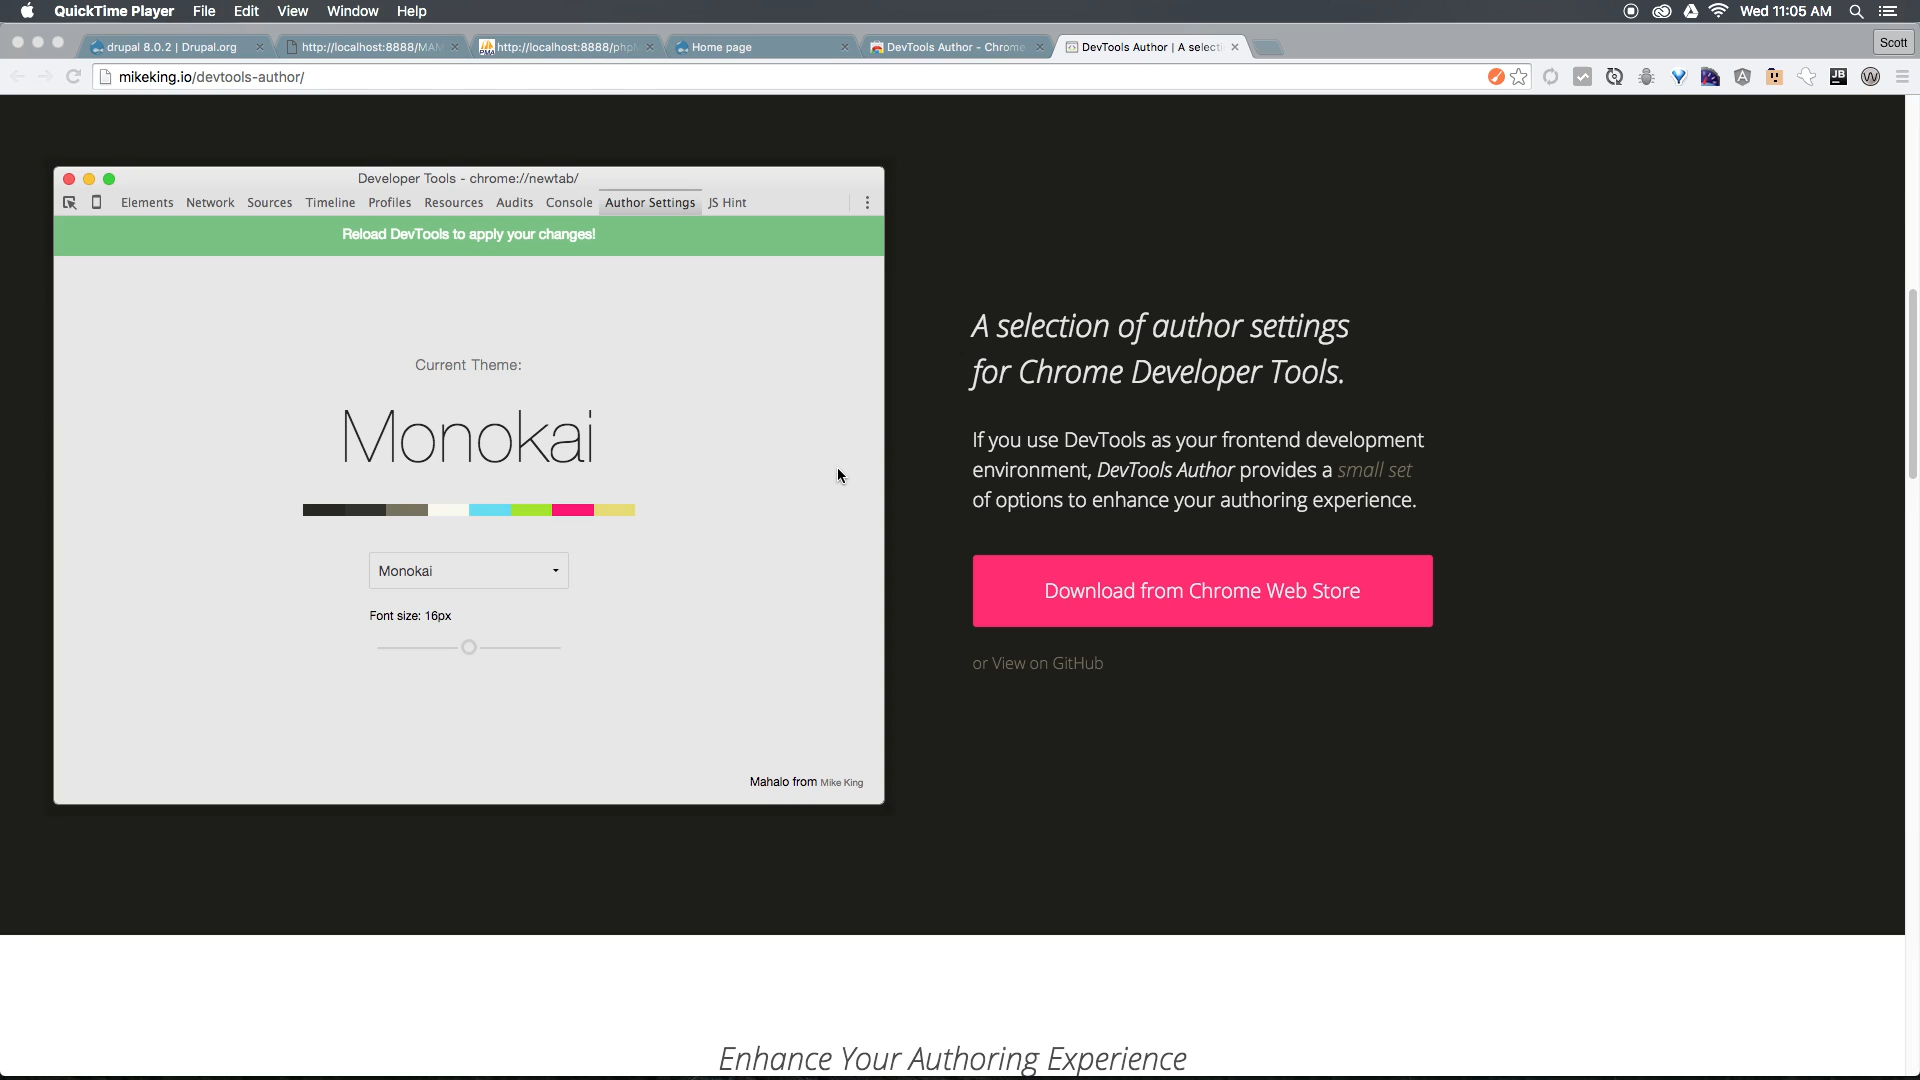 QuickTime Player File Edit View Window Help Wed 11:05 AM
drupal 8.0.2 | Drupal.org http://localhost:8888/MAM http://localhost:8888/php Home page DevTools Author - Chrome DevTools Author | A selecti Scott
mikeking.io/devtools-author/
Developer Tools - chrome://newtab/
Elements Network Sources Timeline Profiles Resources Audits Console Author Settings JS Hint
Reload DevTools to apply your changes!
Current Theme:
Monokai
Monokai
Font size: 16px
Mahalo from Mike King
A selection of author settings
for Chrome Developer Tools.
If you use DevTools as your frontend development
environment, DevTools Author provides a small set
of options to enhance your authoring experience.
Download from Chrome Web Store
or View on GitHub
Enhance Your Authoring Experience